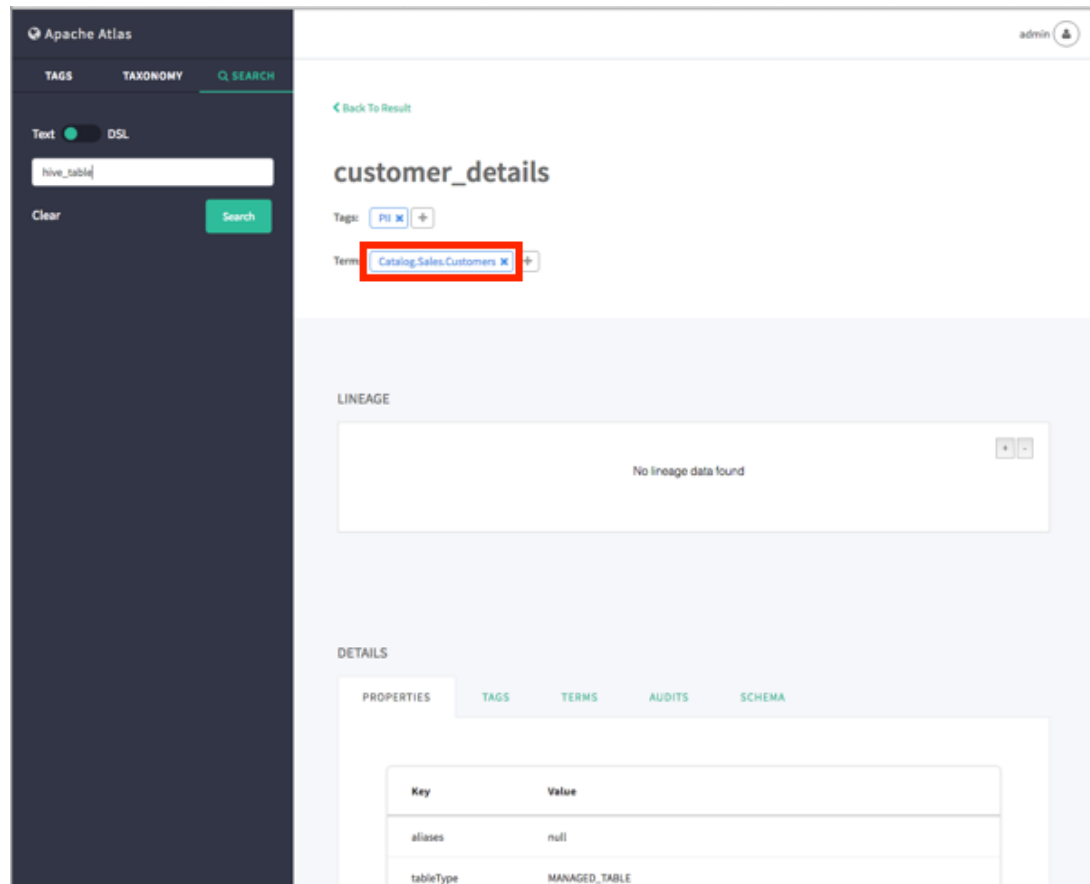 Apache Atlas
admin
TAGS TAXONOMY SEARCH
Back To Result
Text DSL
hive_table
customer_details
Clear Search
Tags: PII × +
Term Catalog.Sales.Customers × +
LINEAGE
+ -
No lineage data found
DETAILS
PROPERTIES TAGS TERMS AUDITS SCHEMA
Key Value
aliases null
tableType MANAGED_TABLE